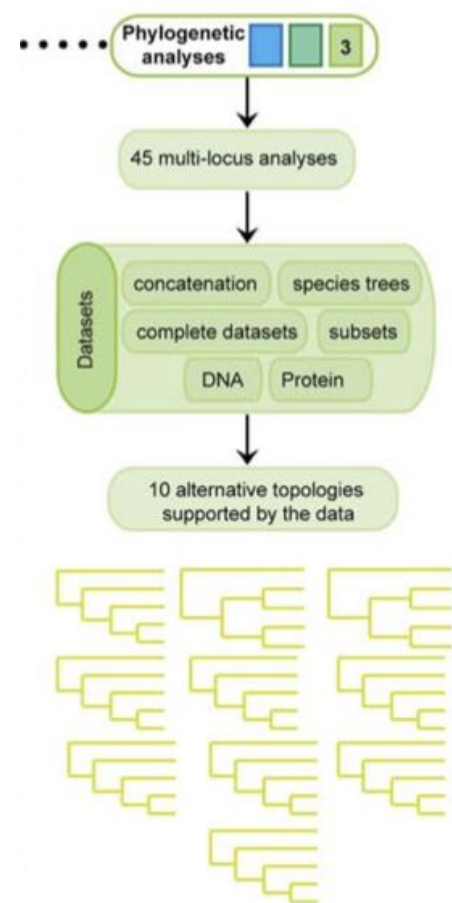 Phylogenetic
analyses
3
45 multi-locus analyses
Datasets
concatenation
species trees
complete datasets
subsets
DNA
Protein
10 alternative topologies
supported by the data